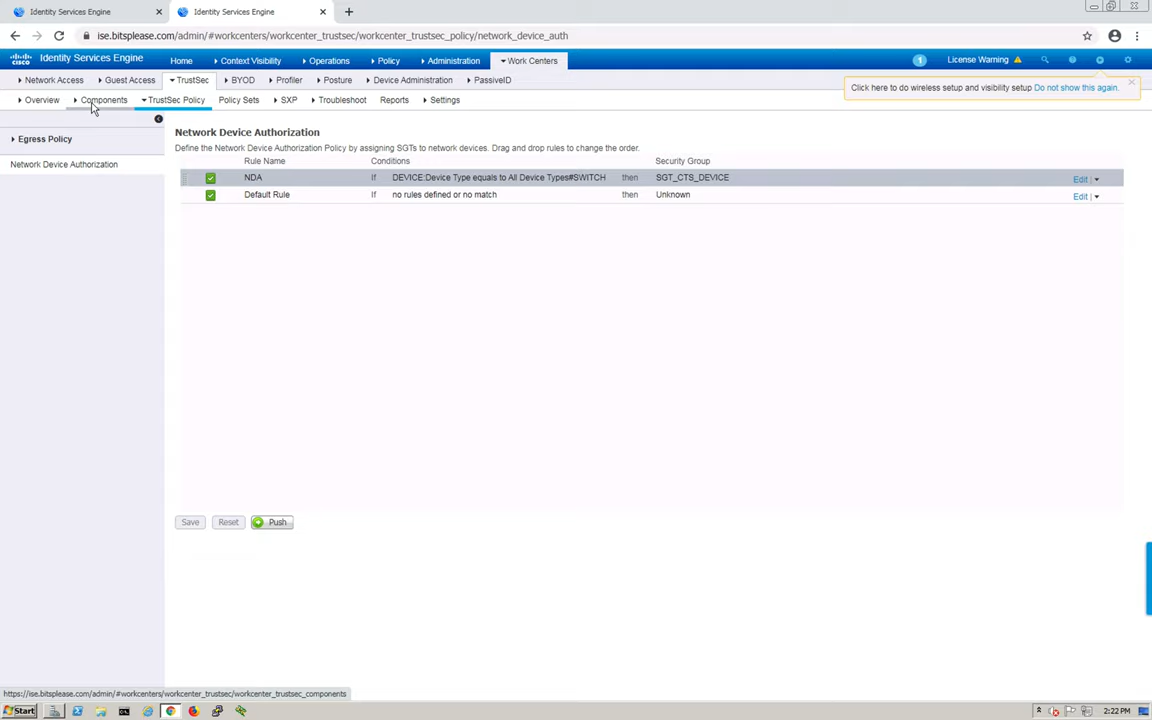 Identity Services Engine
Identity Services Engine
ise.bitsplease.com/admin/#workcenters/workcenter_trustsec/workcenter_trustsec_policy/network_device_auth
cisco Identity Services Engine Home Context Visibility Operations Policy Administration Work Centers 1 License Warning
Network Access Guest Access TrustSec BYOD Profiler Posture Device Administration PassiveID
Click here to do wireless setup and visibility setup Do not show this again.
Overview Components TrustSec Policy Policy Sets SXP Troubleshoot Reports Settings
Egress Policy
Network Device Authorization
Network Device Authorization
Define the Network Device Authorization Policy by assigning SGTs to network devices. Drag and drop rules to change the order.
Rule Name Conditions Security Group
NDA If DEVICE:Device Type equals to All Device Types#SWITCH then SGT_CTS_DEVICE Edit |
Default Rule If no rules defined or no match then Unknown Edit |
Save Reset Push
https://ise.bitsplease.com/admin/#workcenters/workcenter_trustsec/workcenter_trustsec_components
Start 2:22 PM